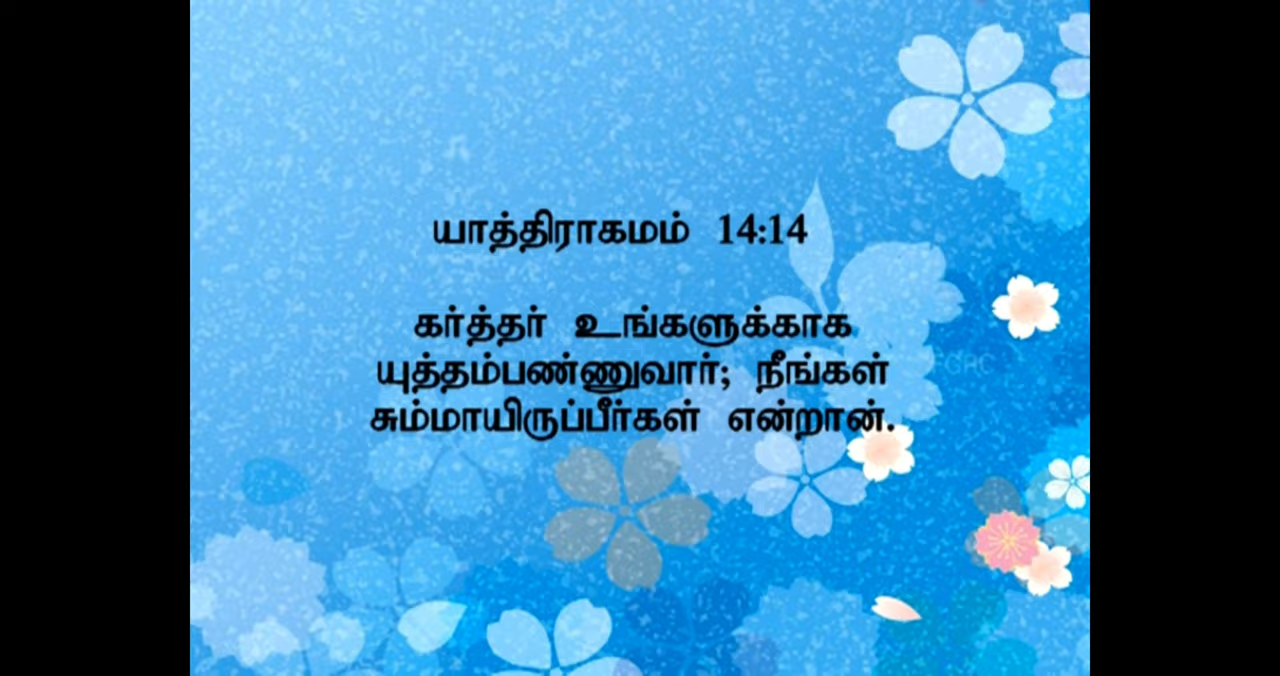 யாத்திராகமம் 14:14
கர்த்தர் உங்களுக்காக
யுத்தம்பண்ணுவார்; நீங்கள்
சும்மாயிருப்பீர்கள் என்றான்.